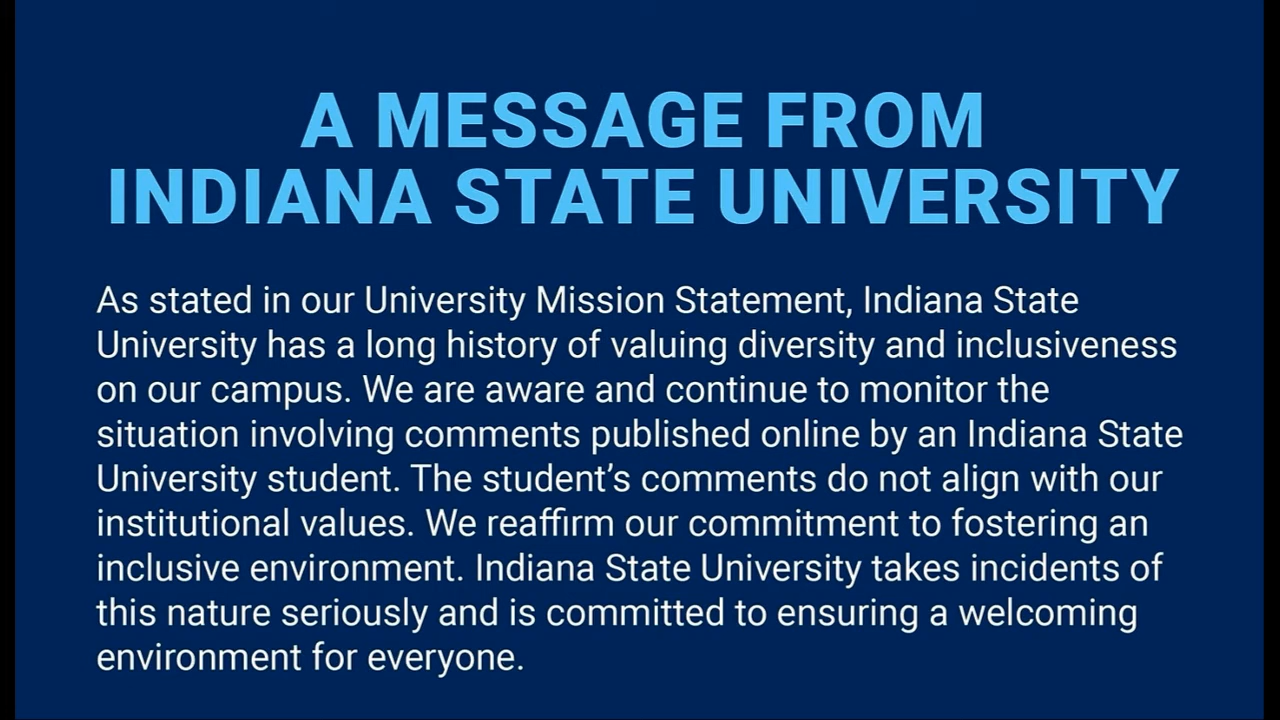 A MESSAGE FROM
INDIANA STATE UNIVERSITY
As stated in our University Mission Statement, Indiana State
University has a long history of valuing diversity and inclusiveness
on our campus. We are aware and continue to monitor the
situation involving comments published online by an Indiana State
University student. The student’s comments do not align with our
institutional values. We reaffirm our commitment to fostering an
inclusive environment. Indiana State University takes incidents of
this nature seriously and is committed to ensuring a welcoming
environment for everyone.